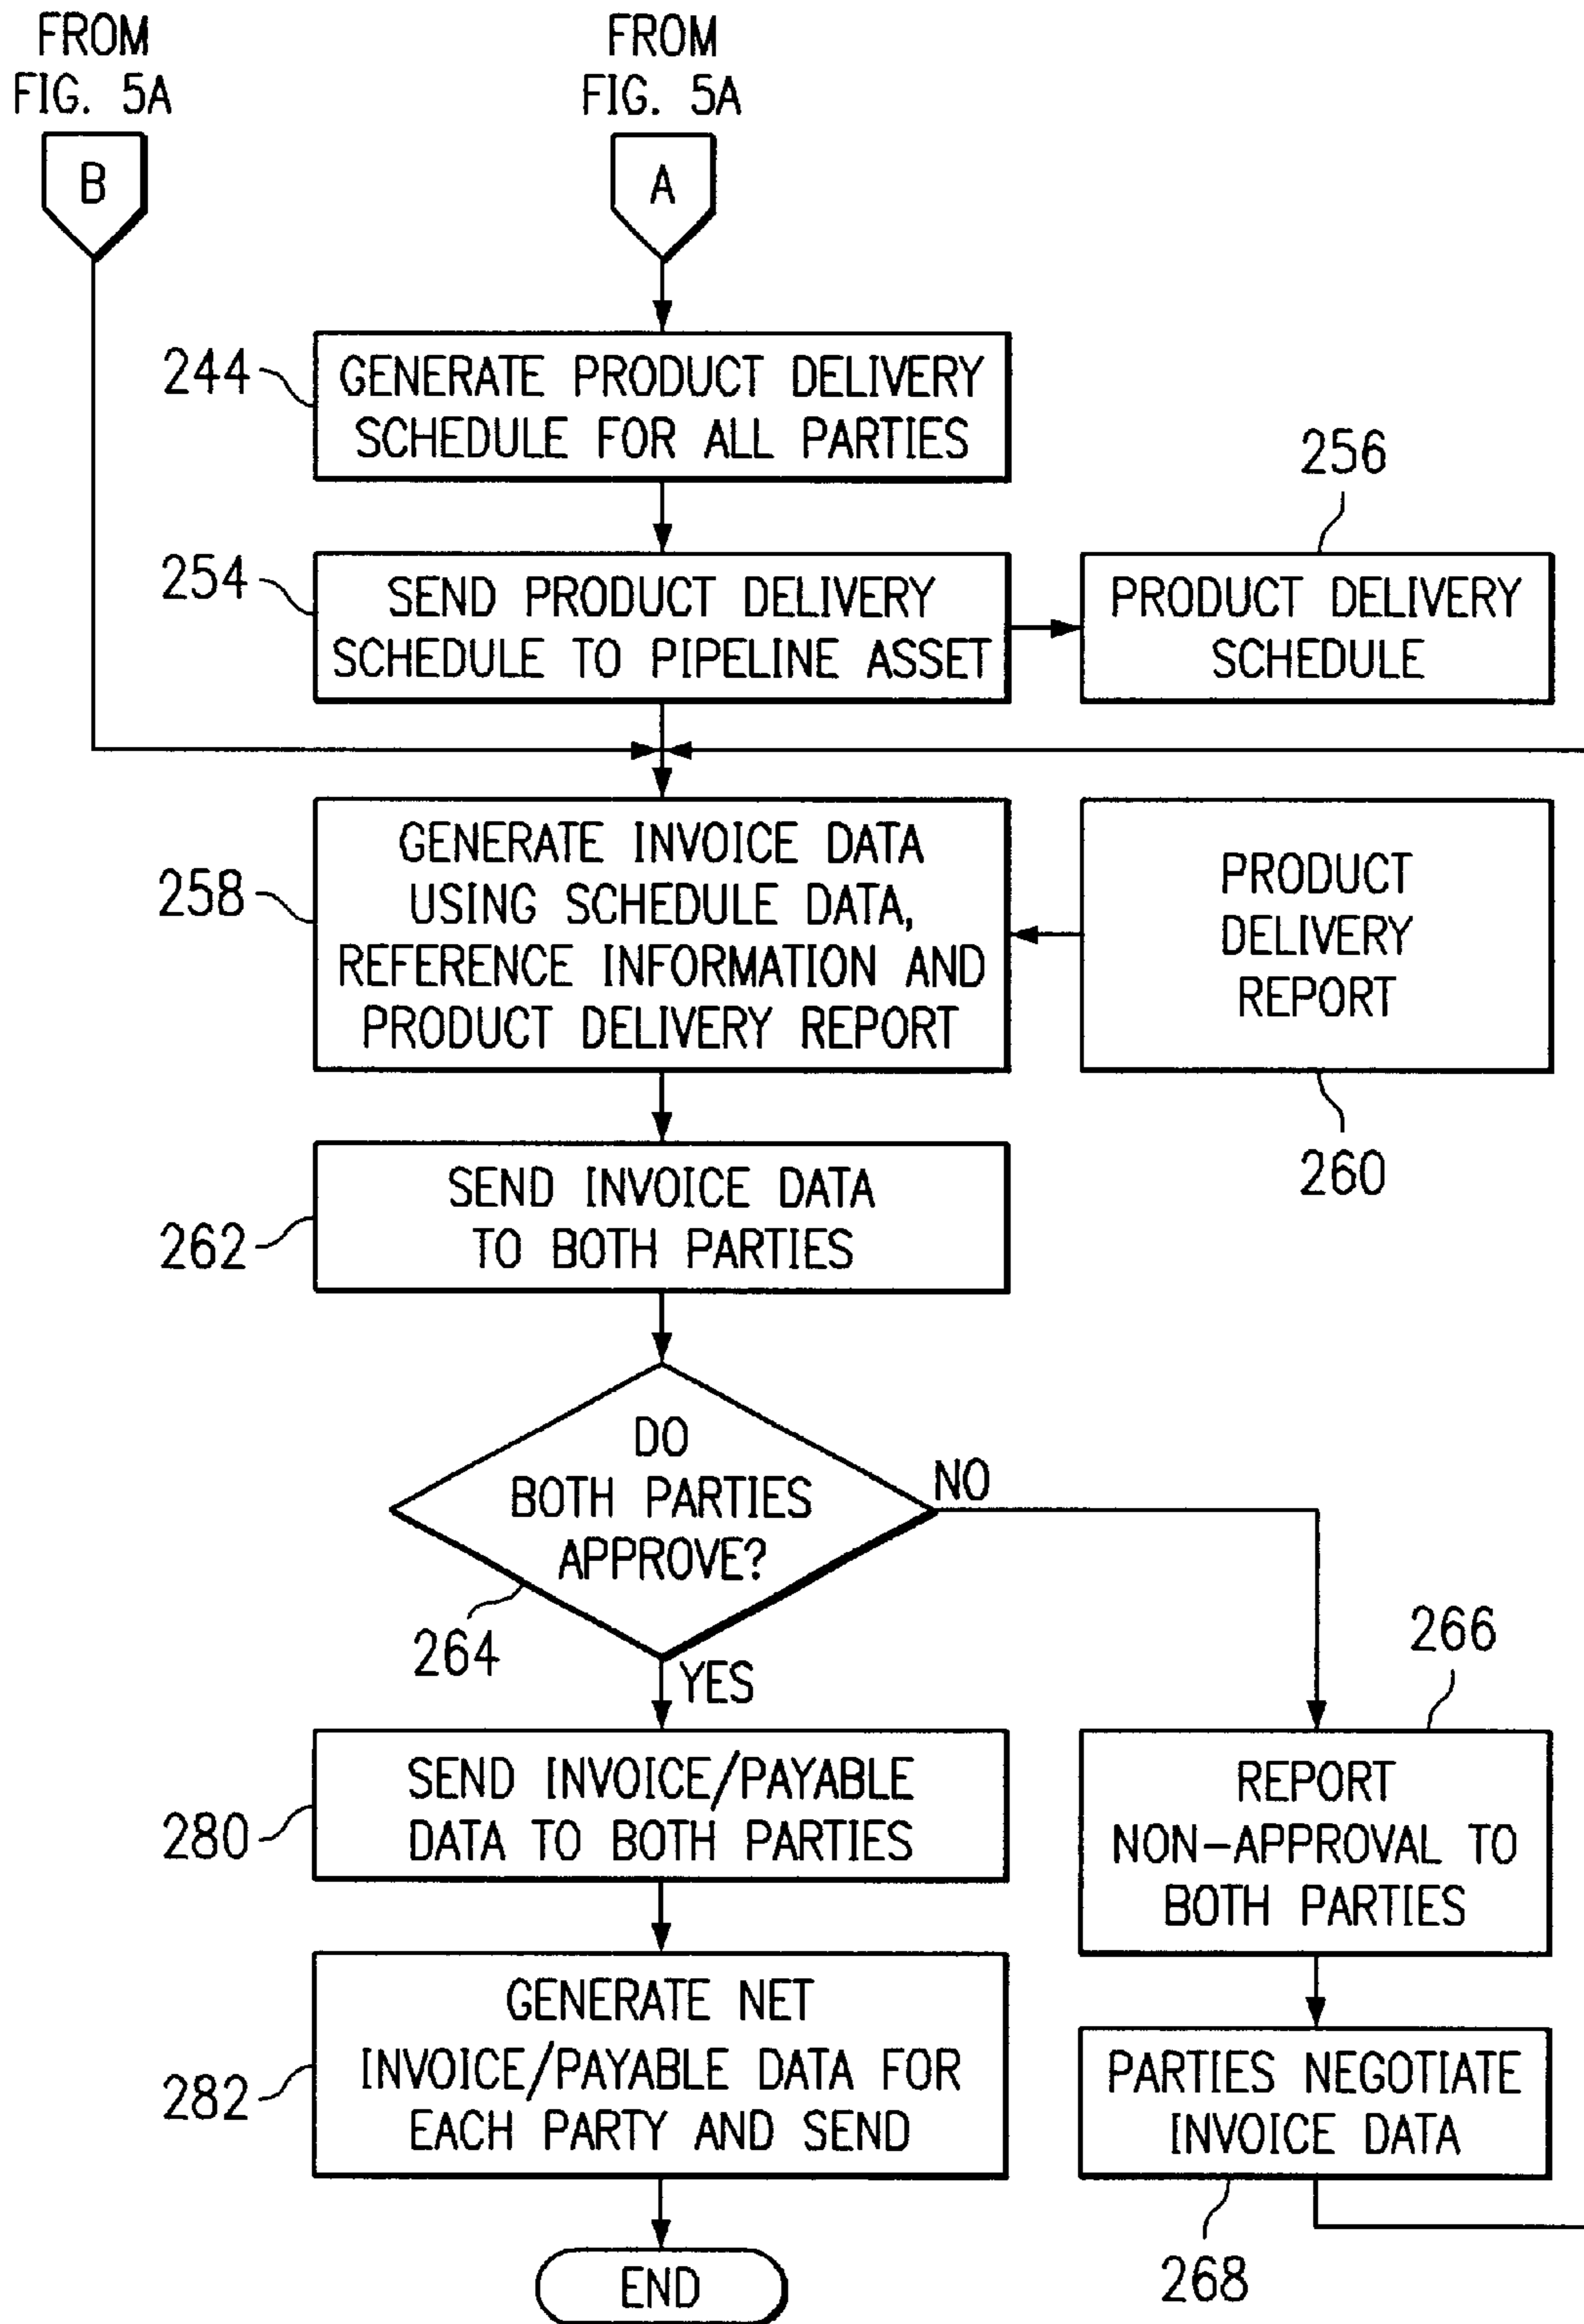 FROM
FIG. 5A
B
FROM
FIG. 5A
A
244
GENERATE PRODUCT DELIVERY
SCHEDULE FOR ALL PARTIES
256
254
SEND PRODUCT DELIVERY
SCHEDULE TO PIPELINE ASSET
PRODUCT DELIVERY
SCHEDULE
258
GENERATE INVOICE DATA
USING SCHEDULE DATA,
REFERENCE INFORMATION AND
PRODUCT DELIVERY REPORT
PRODUCT
DELIVERY
REPORT
260
262
SEND INVOICE DATA
TO BOTH PARTIES
DO
BOTH PARTIES
APPROVE?
NO
264
YES
266
280
SEND INVOICE/PAYABLE
DATA TO BOTH PARTIES
REPORT
NON-APPROVAL TO
BOTH PARTIES
282
GENERATE NET
INVOICE/PAYABLE DATA FOR
EACH PARTY AND SEND
PARTIES NEGOTIATE
INVOICE DATA
268
END